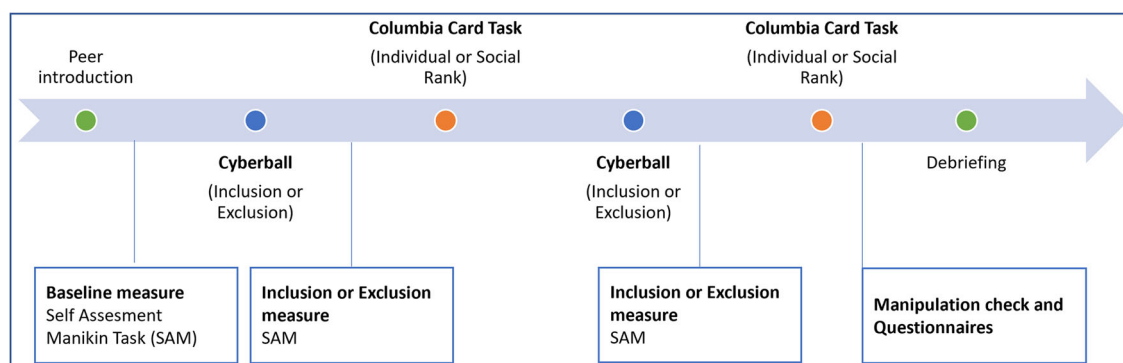 Peer
introduction
Columbia Card Task
(Individual or Social
Rank)
Columbia Card Task
(Individual or Social
Rank)
Cyberball
(Inclusion or
Exclusion)
Cyberball
(Inclusion or
Exclusion)
Debriefing
Baseline measure
Self Assesment
Manikin Task (SAM)
Inclusion or Exclusion
measure
SAM
Inclusion or Exclusion
measure
SAM
Manipulation check and
Questionnaires